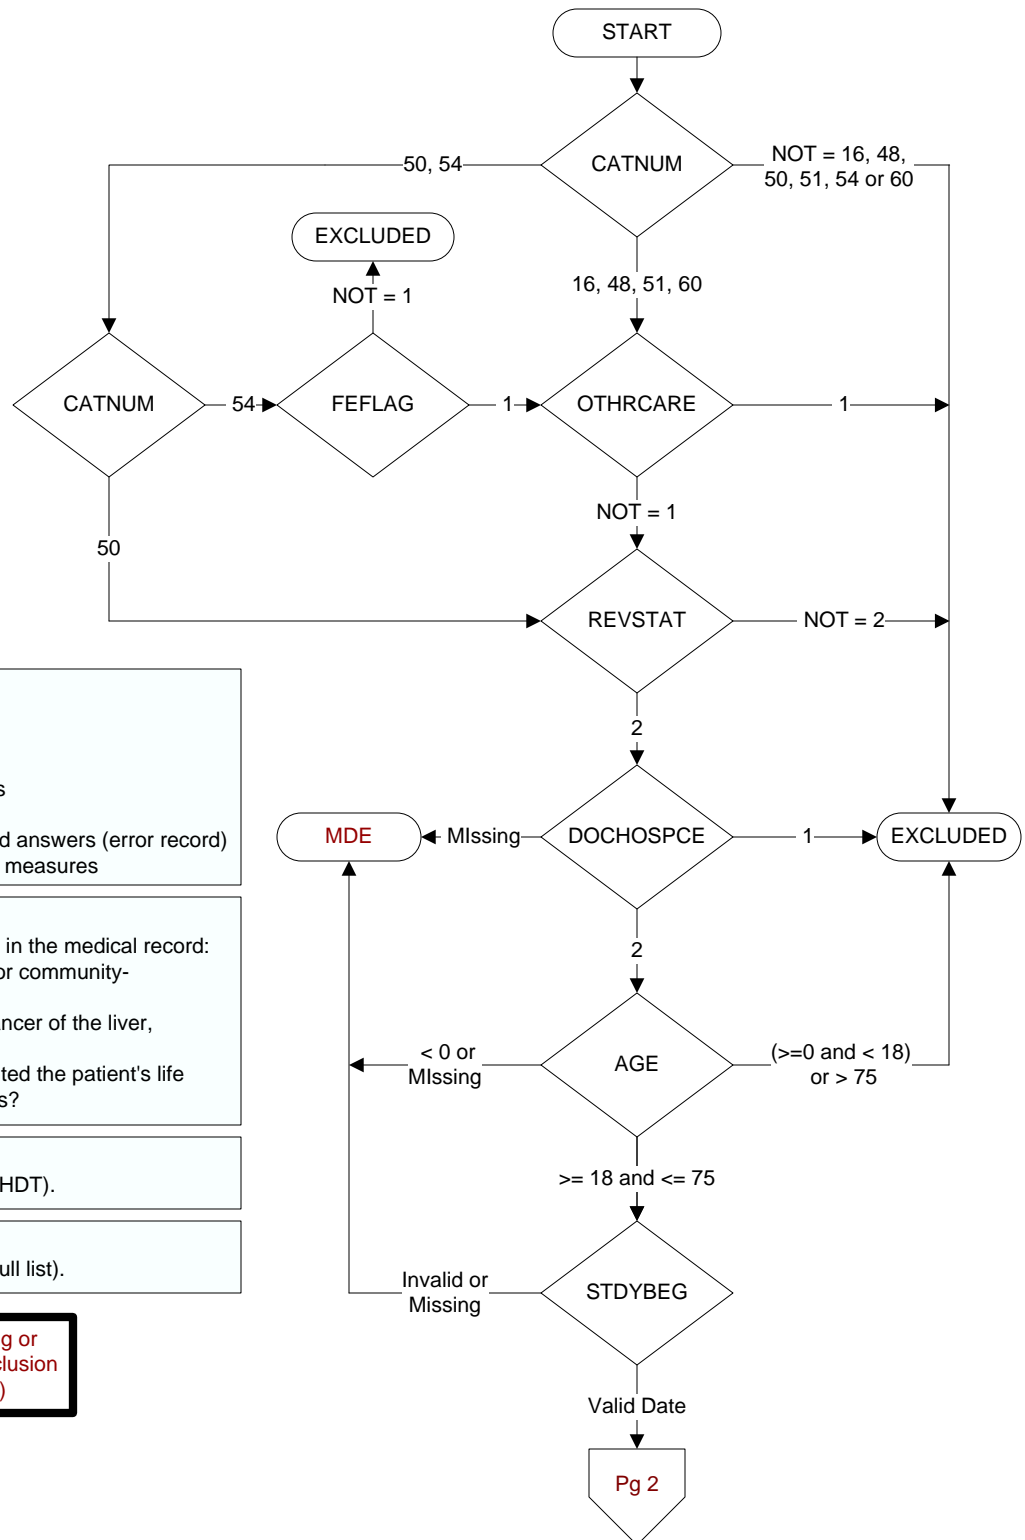 START
CATNUM
50, 54
NOT = 16, 48,
50, 51, 54 or 60
EXCLUDED
NOT = 1
16, 48, 51, 60
CATNUM
54
FEFLAG
1
OTHRCARE
1
NOT = 1
50
REVSTAT
NOT = 2
2
MDE
MIssing
DOCHOSPCE
1
EXCLUDED
2
< 0 or
MIssing
AGE
(>=0 and < 18)
or > 75
>= 18 and <= 75
Invalid or
Missing
STDYBEG
Valid Date
Pg 2
s
d answers (error record)
measures
in the medical record:
or community-
ancer of the liver,
ted the patient's life
s?
HDT).
ull list).
g or
clusion
)